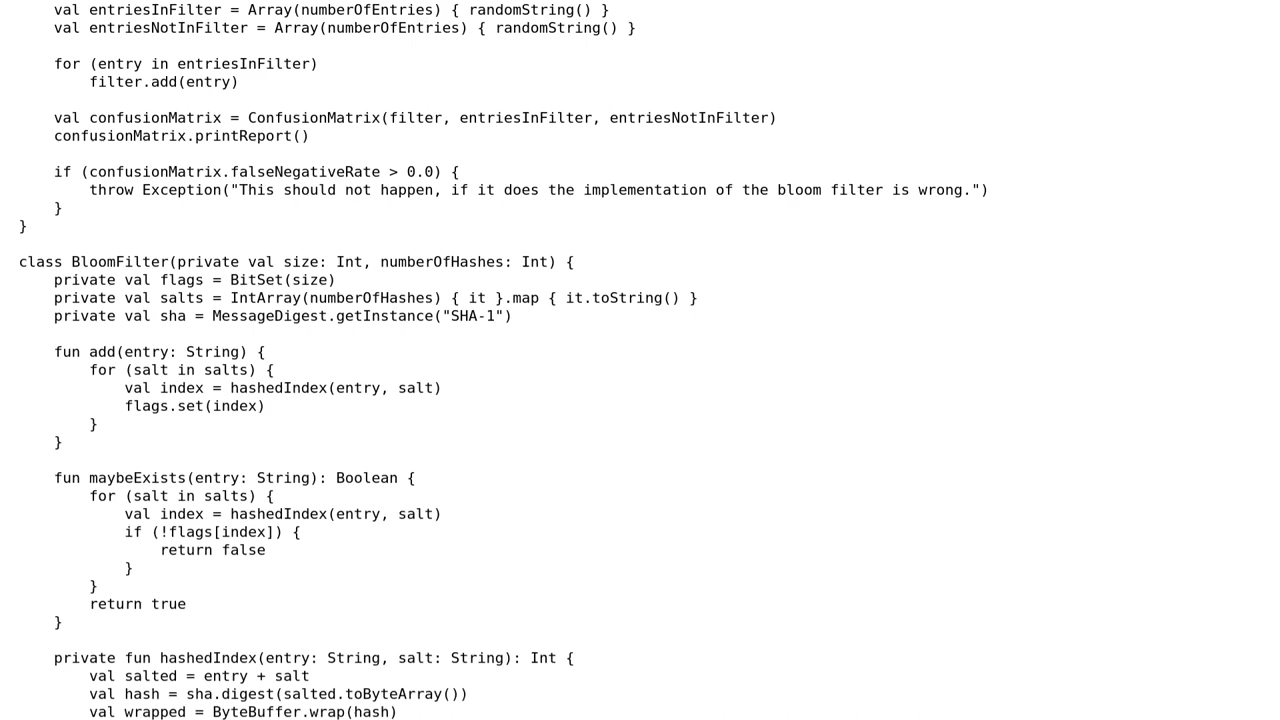 val entriesInFilter = Array(numberOfEntries) { randomString() }
val entriesNotInFilter = Array(numberOfEntries) { randomString() }
for (entry in entriesInFilter)
filter.add(entry)
val confusionMatrix = ConfusionMatrix(filter, entriesInFilter, entriesNotInFilter)
confusionMatrix.printReport()
if (confusionMatrix.falseNegativeRate > 0.0) {
throw Exception("This should not happen, if it does the implementation of the bloom filter is wrong.")
}
}
class BloomFilter(private val size: Int, numberOfHashes: Int) {
private val flags = BitSet(size)
private val salts = IntArray(numberOfHashes) { it }.map { it.toString() }
private val sha = MessageDigest.getInstance("SHA-1")
fun add(entry: String) {
for (salt in salts) {
val index = hashedIndex(entry, salt)
flags.set(index)
}
}
fun maybeExists(entry: String): Boolean {
for (salt in salts) {
val index = hashedIndex(entry, salt)
if (!flags[index]) {
return false
}
}
return true
}
private fun hashedIndex(entry: String, salt: String): Int {
val salted = entry + salt
val hash = sha.digest(salted.toByteArray())
val wrapped = ByteBuffer.wrap(hash)